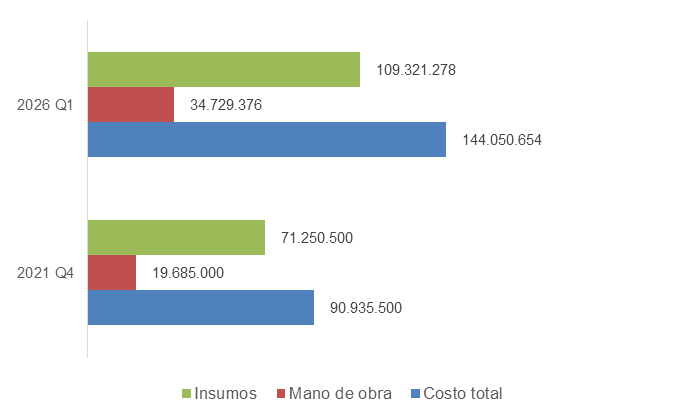 109.321.278
2026 Q1
34.729.376
144.050.654
71.250.500
2021 Q4
19.685.000
90.935.500
Insumos Mano de obra Costo total